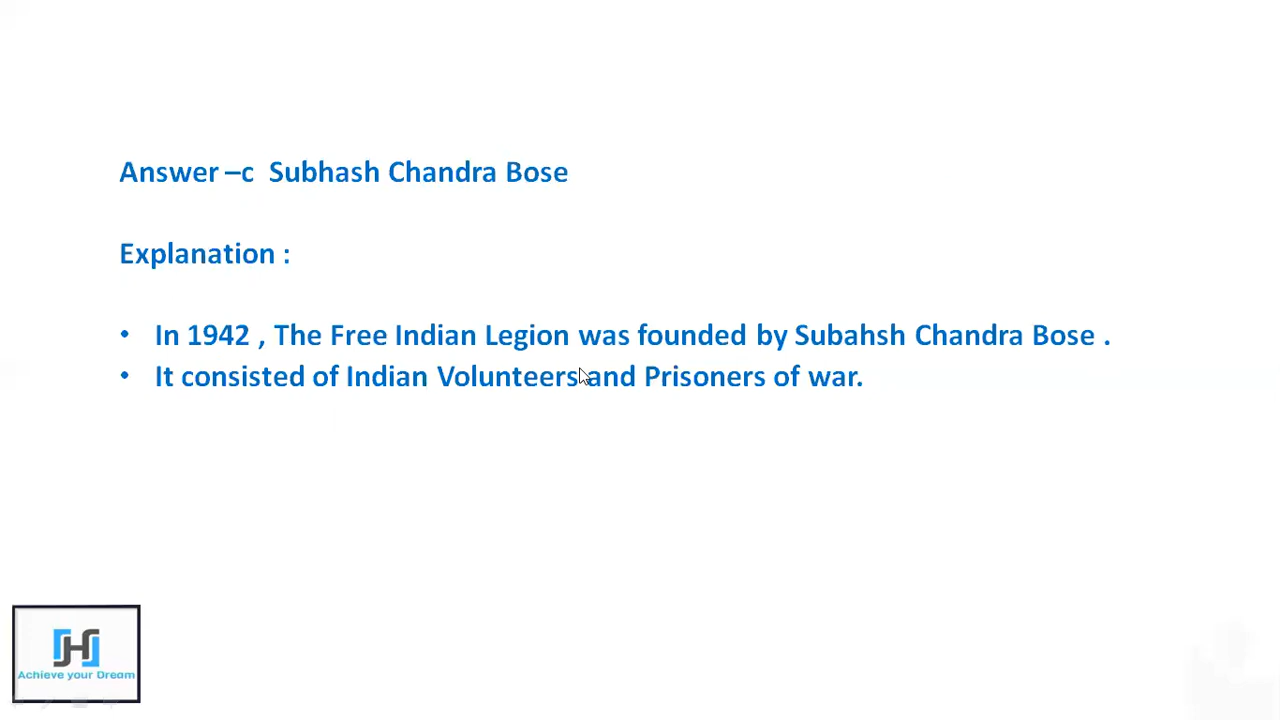 Answer –c Subhash Chandra Bose
Explanation :
• In 1942 , The Free Indian Legion was founded by Subahsh Chandra Bose .
• It consisted of Indian Volunteers and Prisoners of war.
H
Achieve your Dream